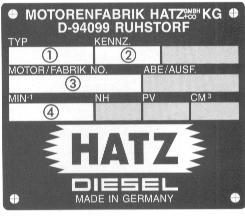 MOTORENFABRIK HATZ GMBH +CO KG
D-94099 RUHSTORF
TYP KENNZ.
① ②
MOTOR/FABRIK NO. ABE/AUSF.
③
MIN⁻¹ NH PV CM³
④
HATZ
DIESEL
MADE IN GERMANY